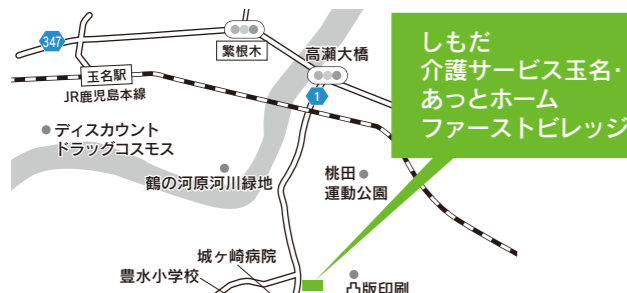 347
繁根木
高瀬大橋
玉名駅
JR鹿児島本線
1
しもだ
介護サービス玉名・
あっとホーム
ファーストビレッジ
ディスカウント
ドラッグコスモス
鶴の河原河川緑地
桃田
運動公園
城ヶ崎病院
豊水小学校
凸版印刷